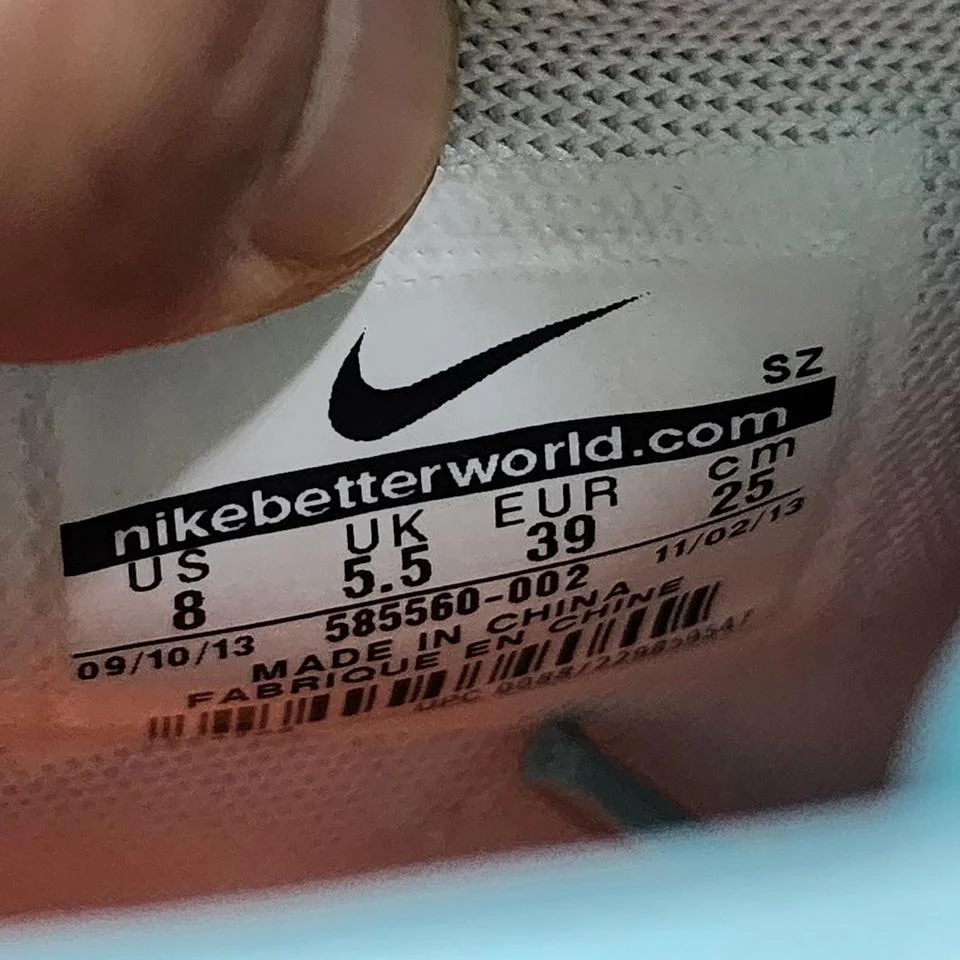 SZ
nikebetterworld.com
US UK EUR cm
8 5.5 39 25
09/10/13 585560-002 11/02/13
MADE IN CHINA
FABRIQUE EN CHINE
UPC